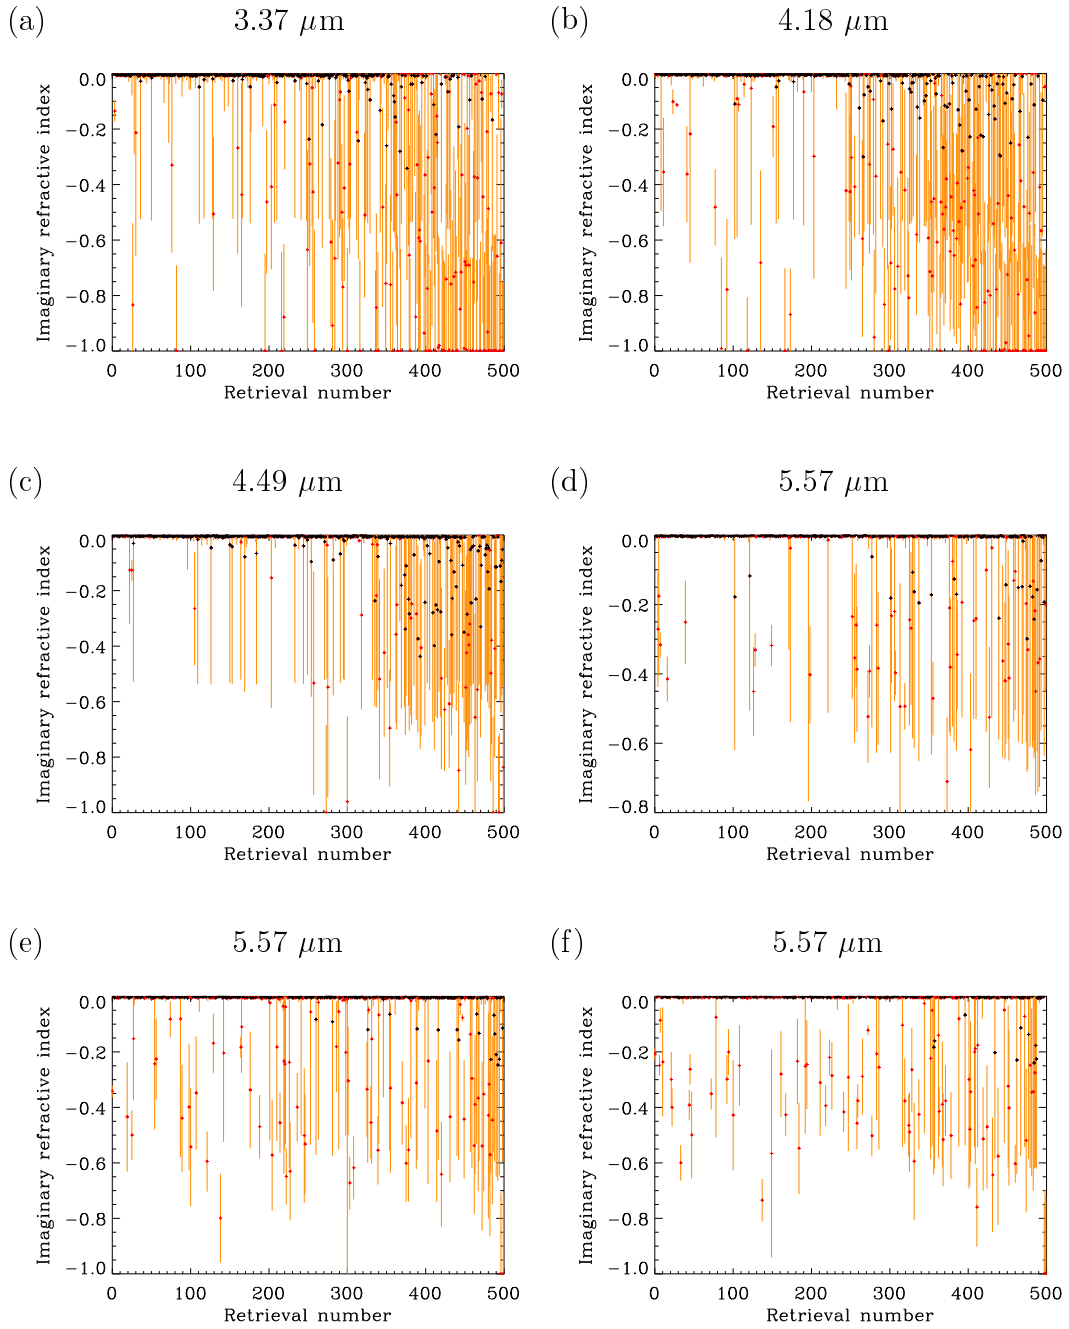 (a) 3.37 μm
(b) 4.18 μm
Imaginary refractive index
0.0
−0.2
−0.4
−0.6
−0.8
−1.0
0 100 200 300 400 500
Retrieval number
Imaginary refractive index
0.0
−0.2
−0.4
−0.6
−0.8
−1.0
0 100 200 300 400 500
Retrieval number
(c) 4.49 μm
(d) 5.57 μm
Imaginary refractive index
0.0
−0.2
−0.4
−0.6
−0.8
−1.0
0 100 200 300 400 500
Retrieval number
Imaginary refractive index
0.0
−0.2
−0.4
−0.6
−0.8
0 100 200 300 400 500
Retrieval number
(e) 5.57 μm
(f) 5.57 μm
Imaginary refractive index
0.0
−0.2
−0.4
−0.6
−0.8
−1.0
0 100 200 300 400 500
Retrieval number
Imaginary refractive index
0.0
−0.2
−0.4
−0.6
−0.8
−1.0
0 100 200 300 400 500
Retrieval number